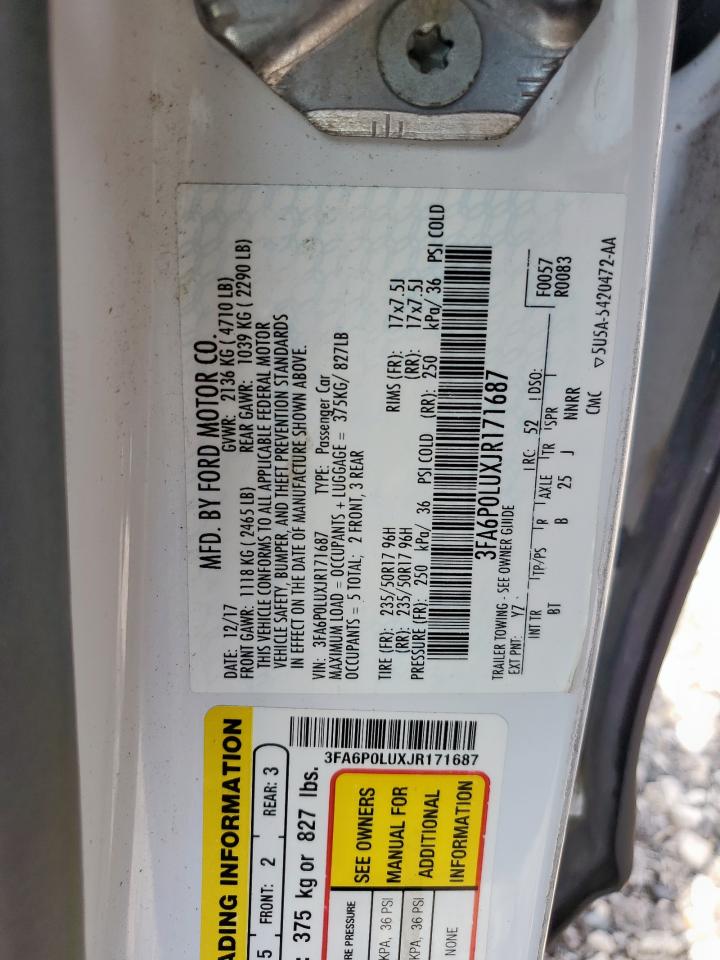 MFD. BY FORD MOTOR CO.
DATE: 12/17 GVWR: 2136 KG ( 4710 LB)
FRONT GAWR: 1118 KG ( 2465 LB) REAR GAWR: 1039 KG ( 2290 LB)
THIS VEHICLE CONFORMS TO ALL APPLICABLE FEDERAL MOTOR
VEHICLE SAFETY, BUMPER, AND THEFT PREVENTION STANDARDS
IN EFFECT ON THE DATE OF MANUFACTURE SHOWN ABOVE.
VIN: 3FA6P0LUXJR171687 TYPE: Passenger Car
MAXIMUM LOAD = OCCUPANTS + LUGGAGE = 375KG/ 827LB
OCCUPANTS = 5 TOTAL; 2 FRONT, 3 REAR
TIRE (FR): 235/50R17 96H RIMS (FR): 17x7.5J
(RR): 235/50R17 96H (RR): 17x7.5J
PRESSURE (FR): 250 kPa/ 36 PSI COLD (RR): 250 kPa/ 36 PSI COLD
3FA6P0LUXJR171687
TRAILER TOWING - SEE OWNER GUIDE
EXT PNT: YZ RC: 52 DSO: F0057
R0083
INT TR TP/PS R AXLE TR SPR
BT B 25 J NNRR
CMC
▽5U5A-5420472-AA
ADING INFORMATION
5 FRONT: 2 REAR: 3
: 375 kg or 827 lbs.
RE PRESSURE
KPA, 36 PSI
KPA, 36 PSI
NONE
3FA6P0LUXJR171687
SEE OWNERS
MANUAL FOR
ADDITIONAL
INFORMATION